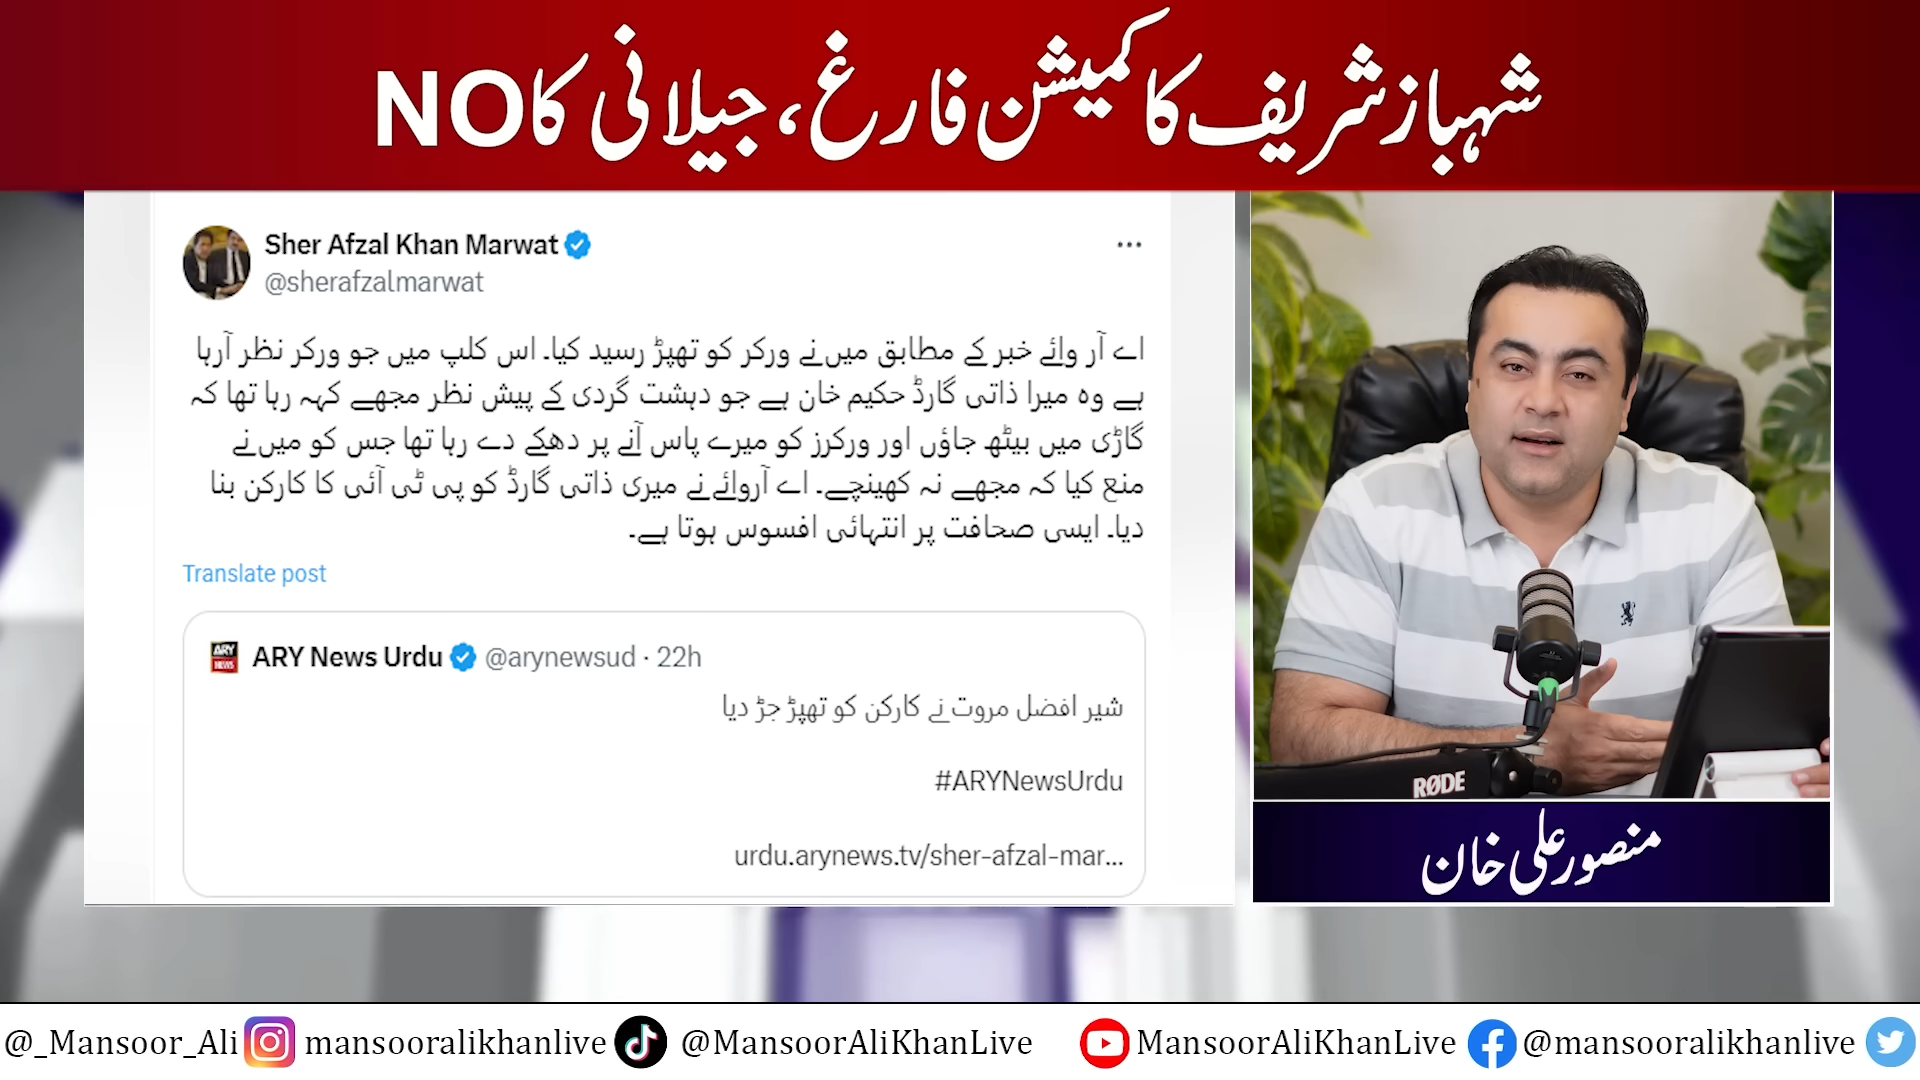 شہباز شریف کا کمیشن فارغ، جیلانی کا NO
Sher Afzal Khan Marwat
@sherafzalmarwat
اے آر وائے خبر کے مطابق میں نے ورکر کو تھپڑ رسید کیا۔ اس کلپ میں جو ورکر نظر آرہا
ہے وہ میرا ذاتی گارڈ حکیم خان ہے جو دہشت گردی کے پیش نظر مجھے کہہ رہا تھا کہ
گاڑی میں بیٹھ جاؤں اور ورکرز کو میرے پاس آنے پر دھکے دے رہا تھا جس کو میں نے
منع کیا کہ مجھے نہ کھینچے۔ اے آروائے نے میری ذاتی گارڈ کو پی ٹی آئی کا کارکن بنا
دیا۔ ایسی صحافت پر انتہائی افسوس ہوتا ہے۔
Translate post
ARY NEWS
ARY News Urdu @arynewsud · 22h
شیر افضل مروت نے کارکن کو تھپڑ جڑ دیا
#ARYNewsUrdu
urdu.arynews.tv/sher-afzal-mar...
RØDE
منصور علی خان
@_Mansoor_Ali mansooralikhanlive @MansoorAliKhanLive MansoorAliKhanLive @mansooralikhanlive